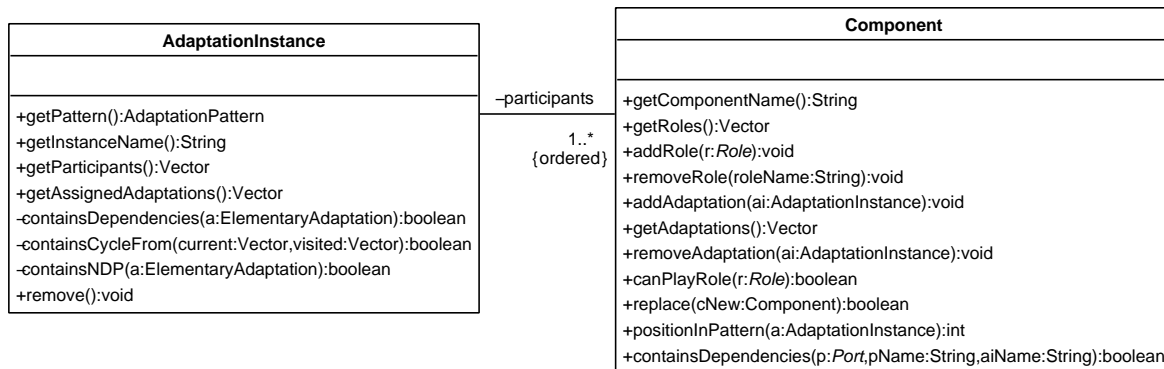 AdaptationInstance
+getPattern():AdaptationPattern
+getInstanceName():String
+getParticipants():Vector
+getAssignedAdaptations():Vector
-containsDependencies(a:ElementaryAdaptation):boolean
-containsCycleFrom(current:Vector,visited:Vector):boolean
-containsNDP(a:ElementaryAdaptation):boolean
+remove():void
–participants
1..*
{ordered}
Component
+getComponentName():String
+getRoles():Vector
+addRole(r:Role):void
+removeRole(roleName:String):void
+addAdaptation(ai:AdaptationInstance):void
+getAdaptations():Vector
+removeAdaptation(ai:AdaptationInstance):void
+canPlayRole(r:Role):boolean
+replace(cNew:Component):boolean
+positionInPattern(a:AdaptationInstance):int
+containsDependencies(p:Port,pName:String,aiName:String):boolean